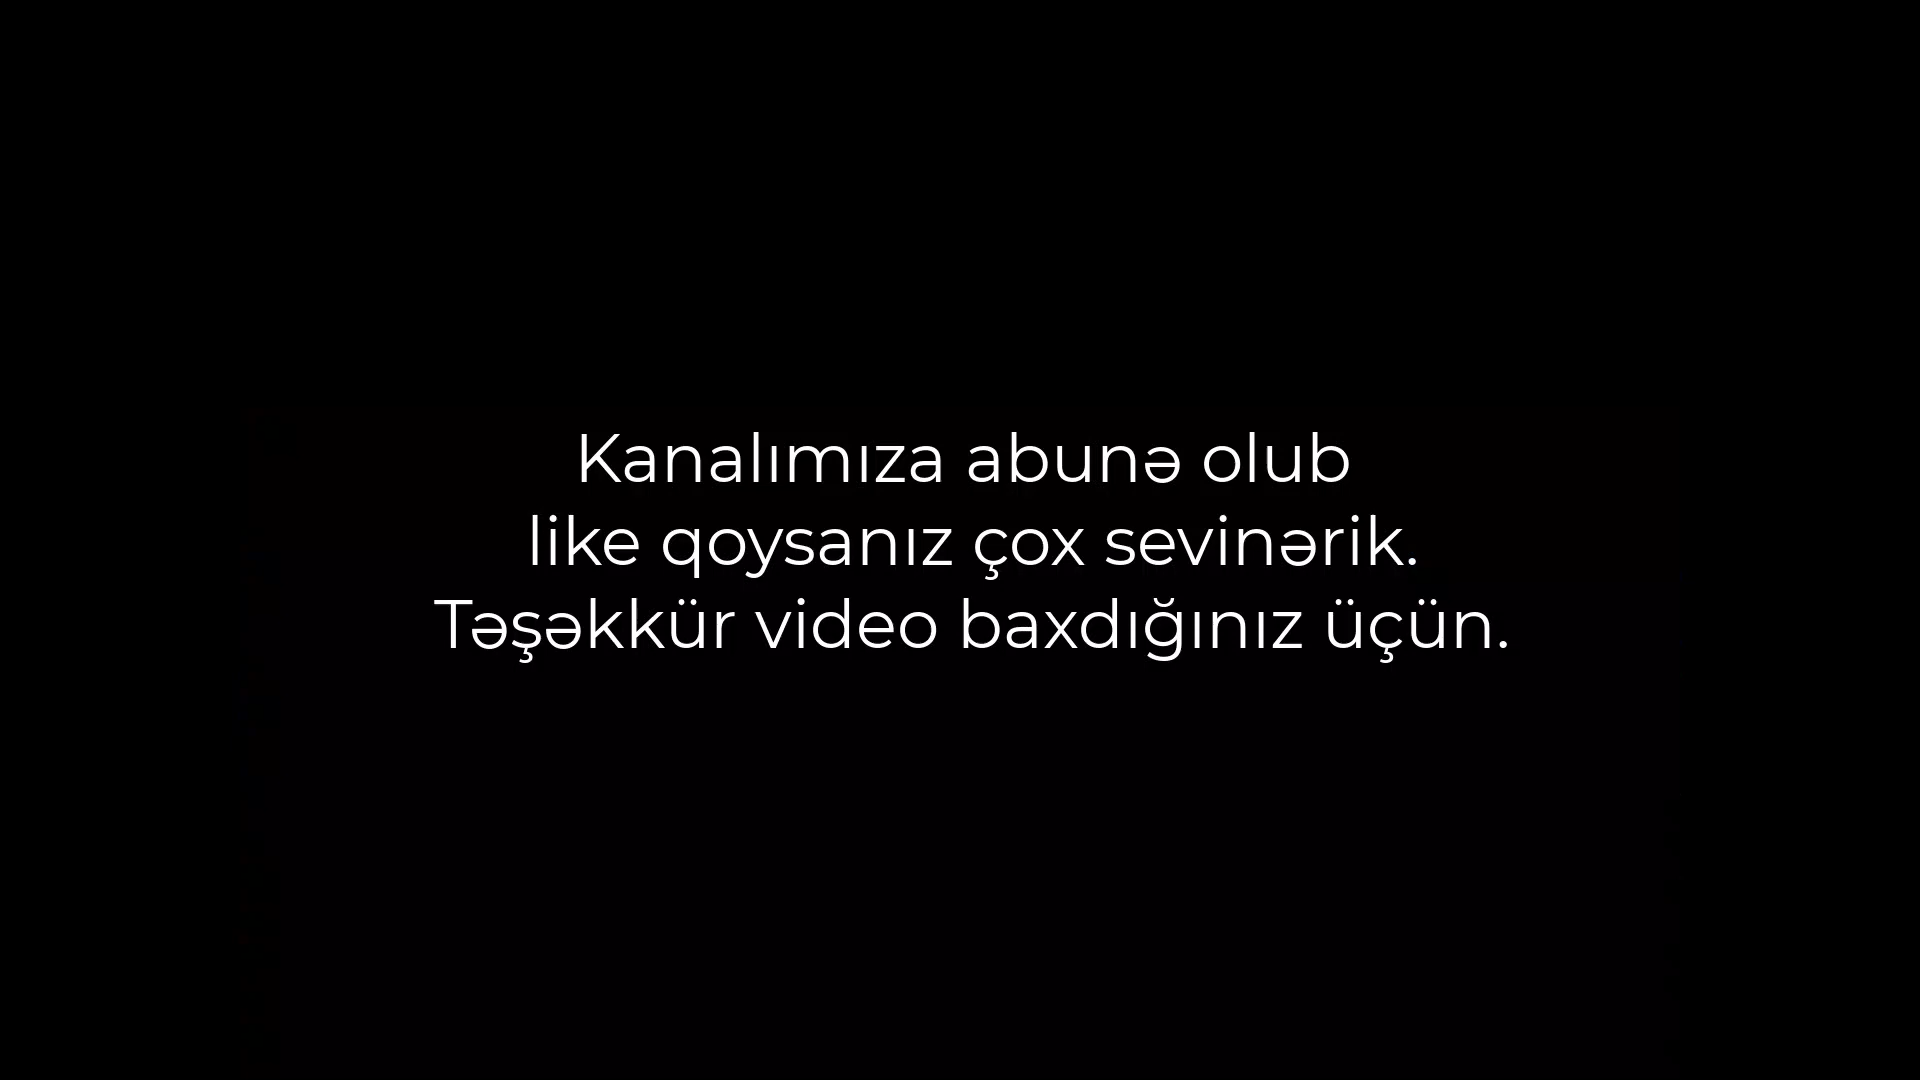 Kanalımıza abunə olub
like qoysanız çox sevinərik.
Təşəkkür video baxdığınız üçün.